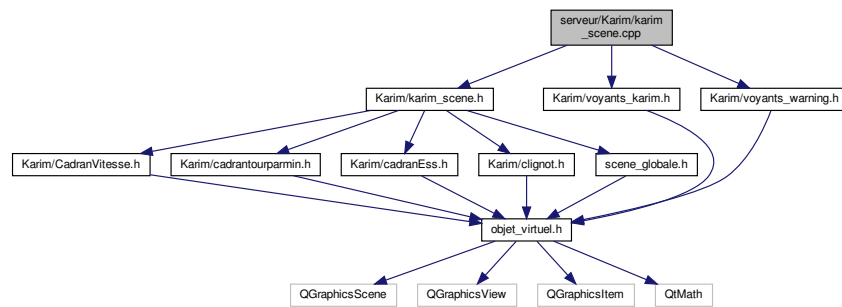 serveur/Karim/karim
_scene.cpp
Karim/karim_scene.h
Karim/voyants_karim.h
Karim/voyants_warning.h
Karim/CadranVitesse.h
Karim/cadrantourparmin.h
Karim/cadranEss.h
Karim/clignot.h
scene_globale.h
objet_virtuel.h
QGraphicsScene
QGraphicsView
QGraphicsItem
QtMath